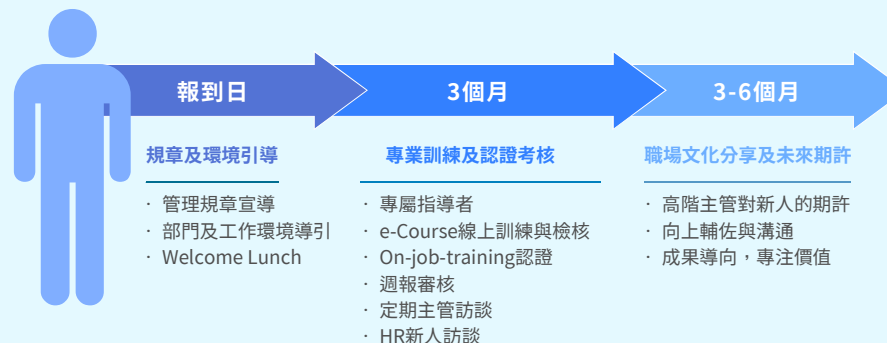 報到日
3個月
3-6個月
規章及環境引導
· 管理規章宣導
· 部門及工作環境導引
· Welcome Lunch
專業訓練及認證考核
· 專屬指導者
· e-Course線上訓練與檢核
· On-job-training認證
· 週報審核
· 定期主管訪談
· HR新人訪談
職場文化分享及未來期許
· 高階主管對新人的期許
· 向上輔佐與溝通
· 成果導向，專注價值